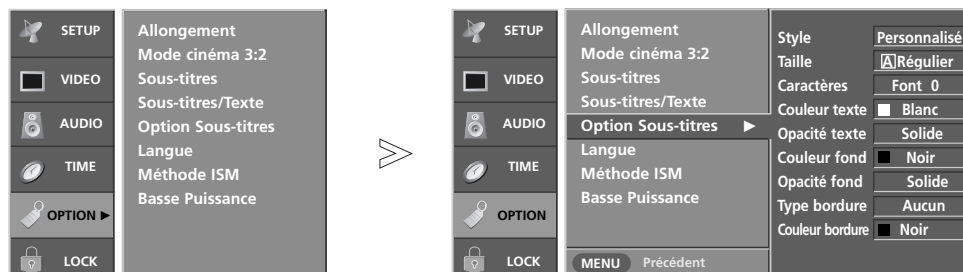 SETUP
VIDEO
AUDIO
TIME
OPTION
LOCK
Allongement
Mode cinéma 3:2
Sous-titres
Sous-titres/Texte
Option Sous-titres
Langue
Méthode ISM
Basse Puissance
SETUP
VIDEO
AUDIO
TIME
OPTION
LOCK
Allongement
Mode cinéma 3:2
Sous-titres
Sous-titres/Texte
Option Sous-titres
Langue
Méthode ISM
Basse Puissance
MENU Précédent
Style Personnalisé
Taille A Régulier
Caractères Font 0
Couleur texte Blanc
Opacité texte Solide
Couleur fond Noir
Opacité fond Solide
Type bordure Aucun
Couleur bordure Noir